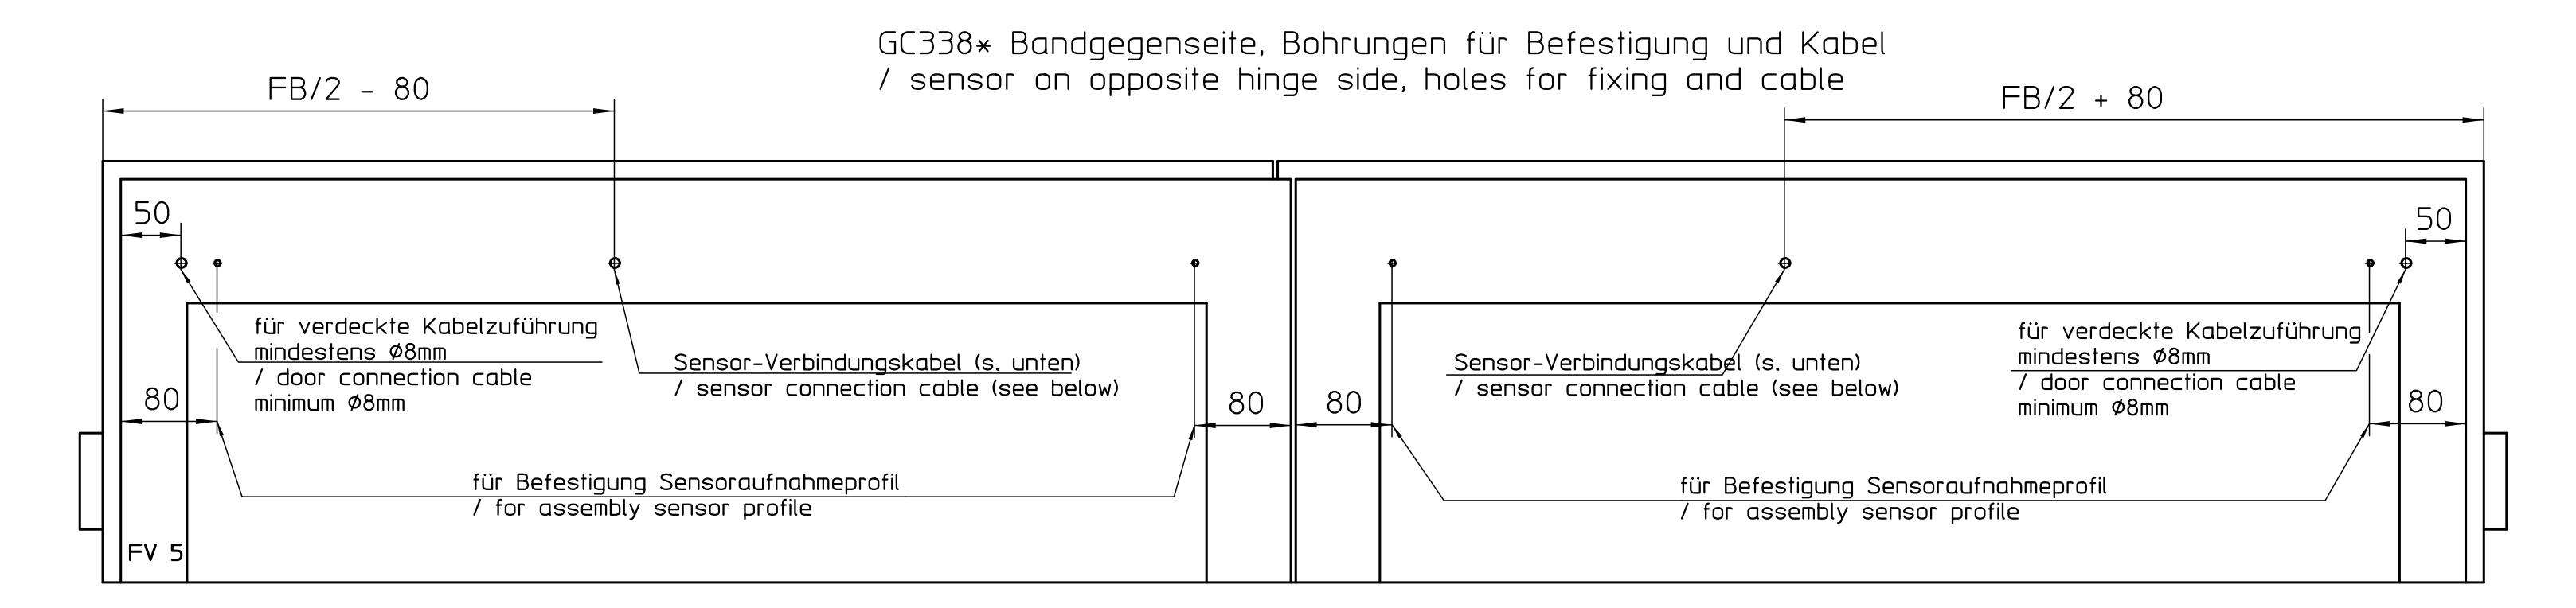 GC338* Bandgegenseite, Bohrungen für Befestigung und Kabel
/ sensor on opposite hinge side, holes for fixing and cable
FB/2 - 80
FB/2 + 80
50
50
für verdeckte Kabelzuführung
mindestens Ø8mm
/ door connection cable
minimum Ø8mm
Sensor-Verbindungskabel (s. unten)
/ sensor connection cable (see below)
Sensor-Verbindungskabel (s. unten)
/ sensor connection cable (see below)
für verdeckte Kabelzuführung
mindestens Ø8mm
/ door connection cable
minimum Ø8mm
80
80
80
80
für Befestigung Sensoraufnahmeprofil
/ for assembly sensor profile
für Befestigung Sensoraufnahmeprofil
/ for assembly sensor profile
FV 5